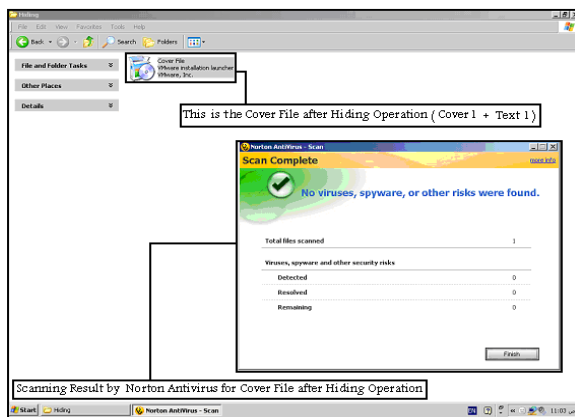 Hiding
File Edit View Favorites Tools Help
Back Search Folders
File and Folder Tasks
Other Places
Details
Cover File
VMware installation launcher
VMware, Inc.
This is the Cover File after Hiding Operation ( Cover 1 + Text 1 )
Norton AntiVirus - Scan
Scan Complete
more info
No viruses, spyware, or other risks were found.
Total files scanned 1
Viruses, spyware and other security risks
Detected 0
Resolved 0
Remaining 0
Finish
Scanning Result by Norton Antivirus for Cover File after Hiding Operation
Start Hiding Norton AntiVirus - Scan EN 11:03